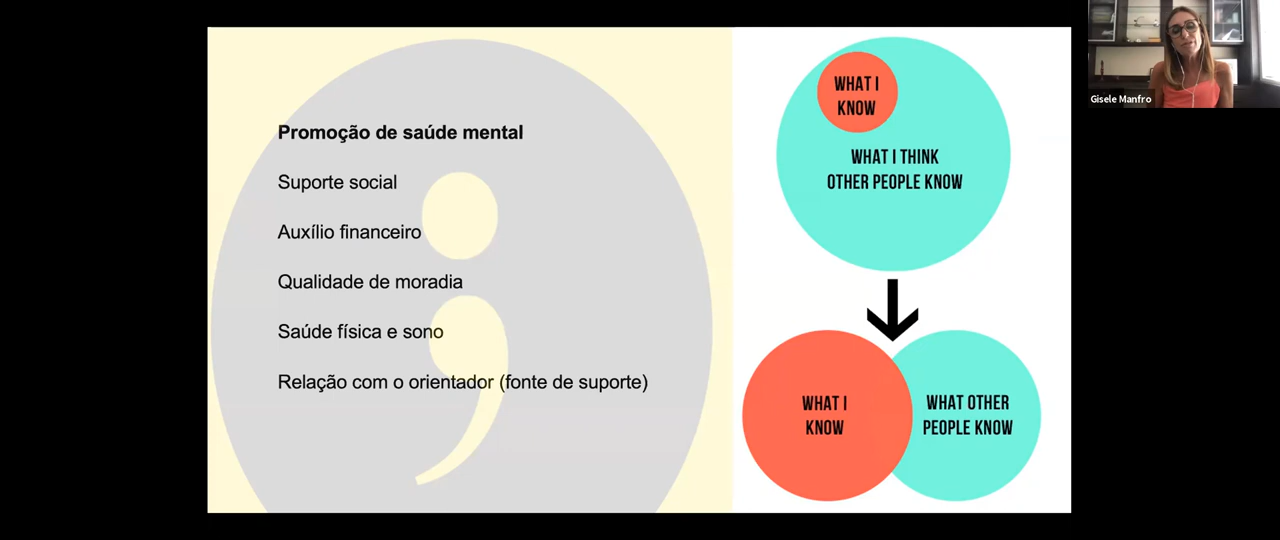 Promoção de saúde mental
Suporte social
Auxílio financeiro
Qualidade de moradia
Saúde física e sono
Relação com o orientador (fonte de suporte)
WHAT I
KNOW
WHAT I THINK
OTHER PEOPLE KNOW
WHAT I
KNOW
WHAT OTHER
PEOPLE KNOW
Gisele Manfro